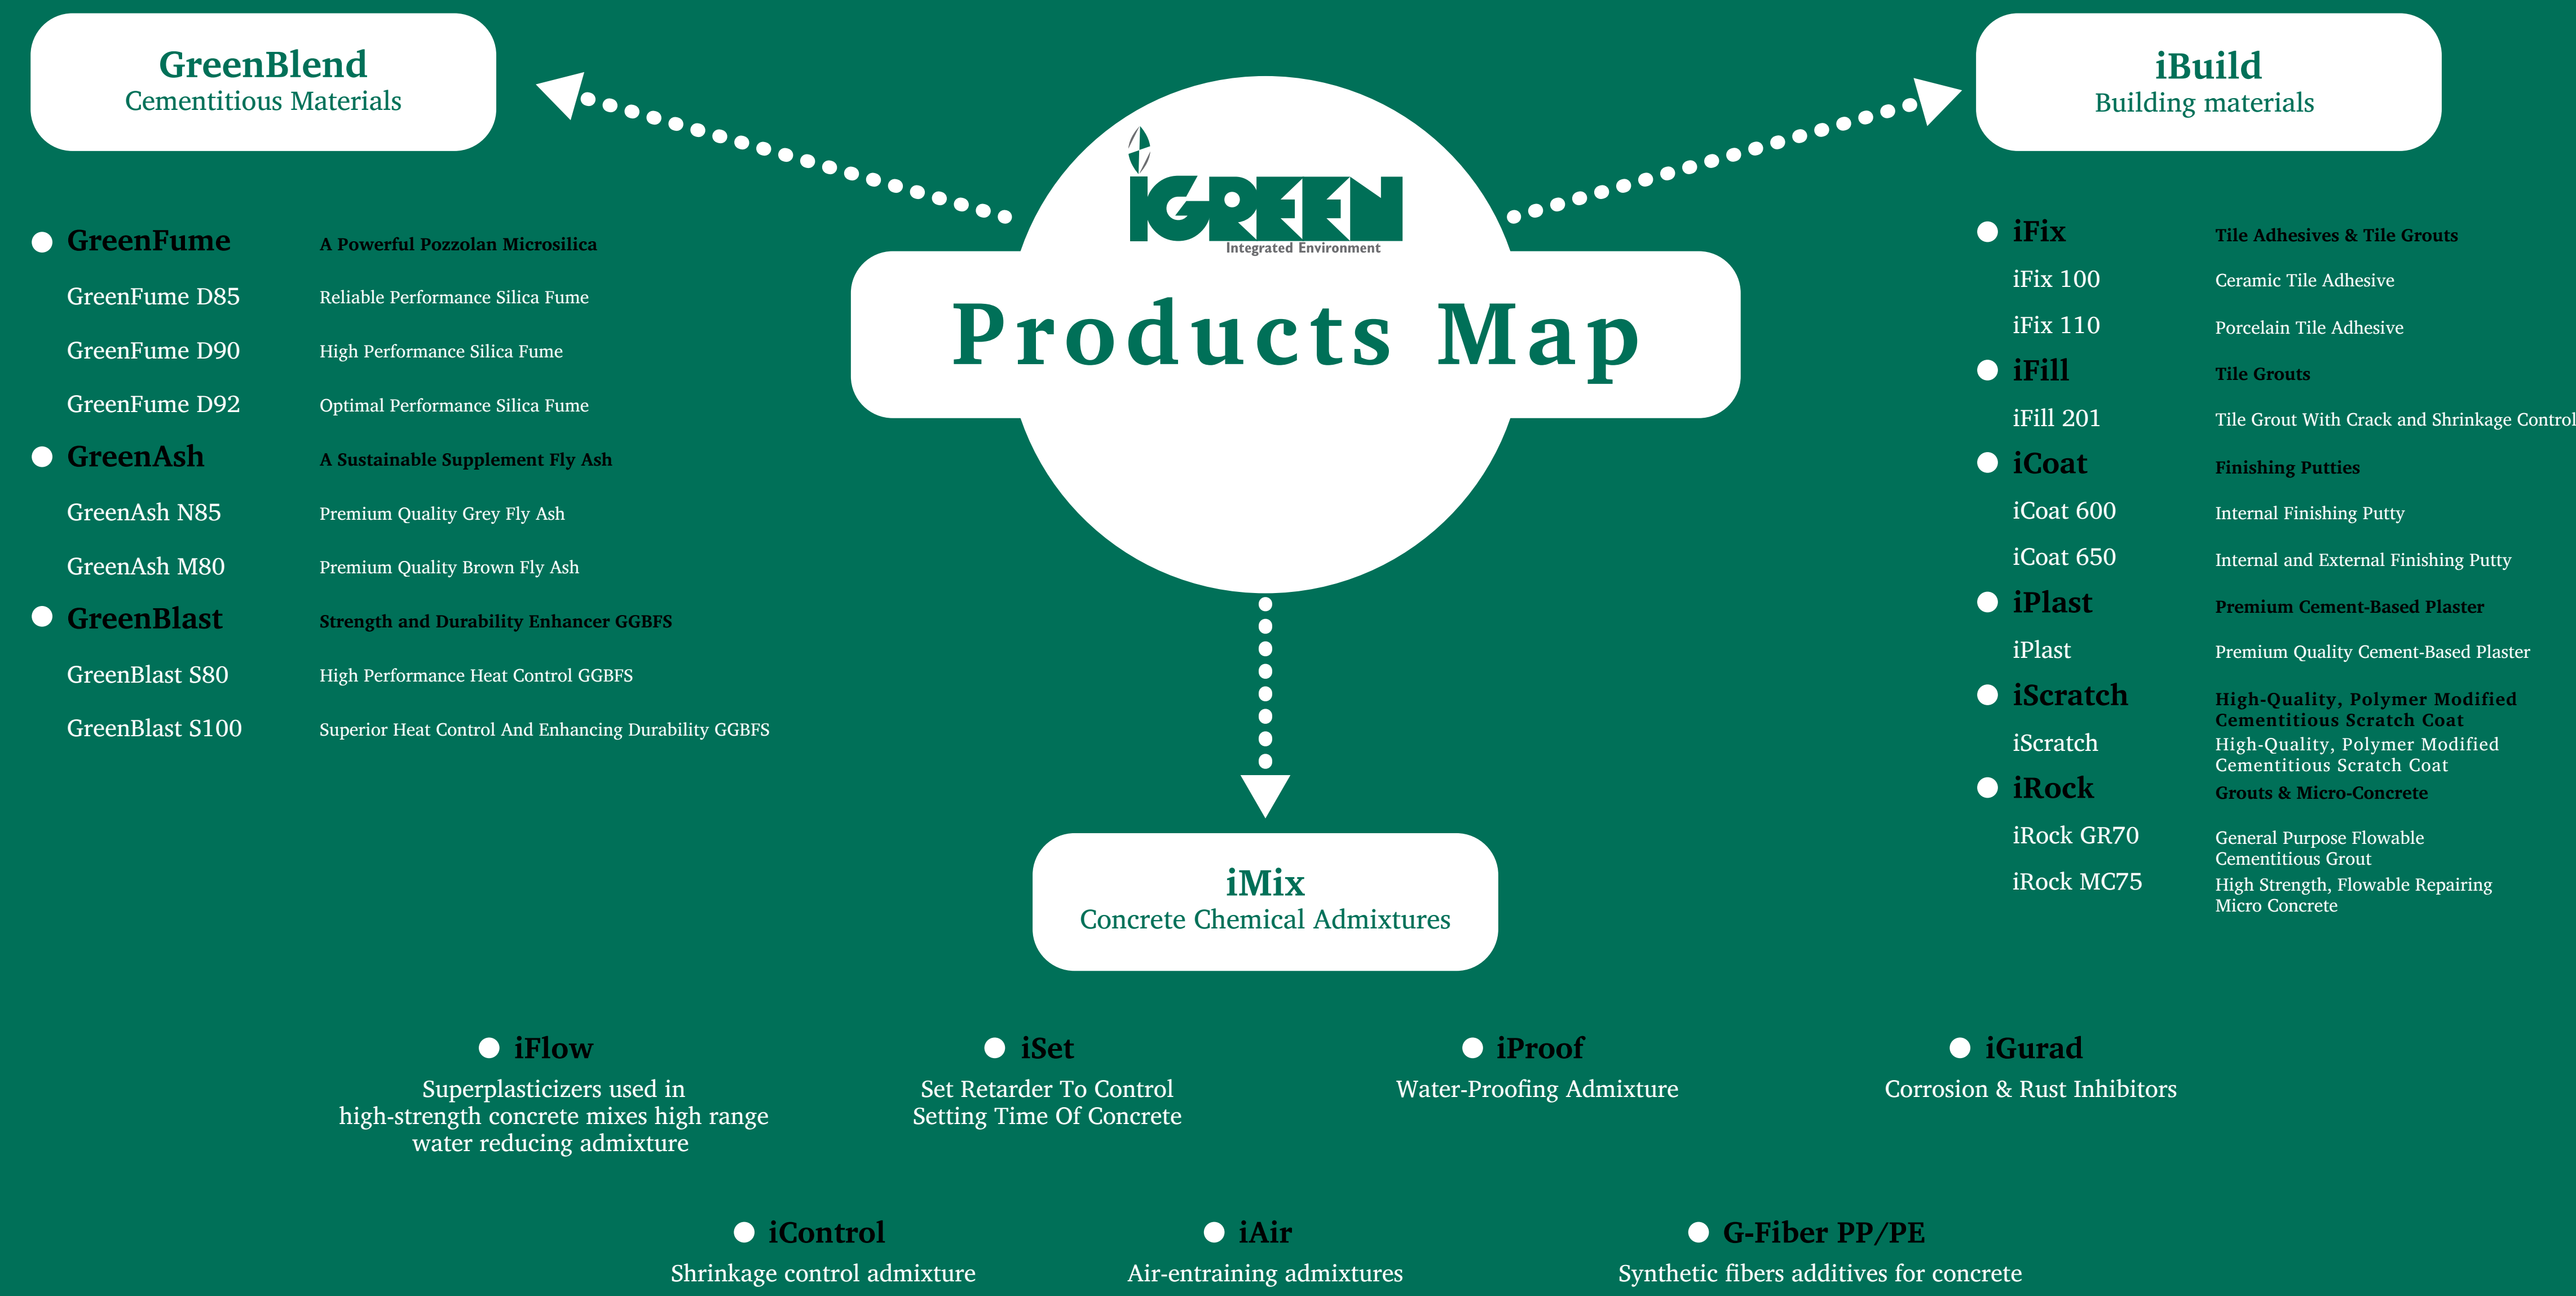 GreenBlend
Cementitious Materials
iBuild
Building materials
iGREEN
Integrated Environment
Products Map
GreenFume A Powerful Pozzolan Microsilica
GreenFume D85 Reliable Performance Silica Fume
GreenFume D90 High Performance Silica Fume
GreenFume D92 Optimal Performance Silica Fume
GreenAsh A Sustainable Supplement Fly Ash
GreenAsh N85 Premium Quality Grey Fly Ash
GreenAsh M80 Premium Quality Brown Fly Ash
GreenBlast Strength and Durability Enhancer GGBFS
GreenBlast S80 High Performance Heat Control GGBFS
GreenBlast S100 Superior Heat Control And Enhancing Durability GGBFS
iFix Tile Adhesives & Tile Grouts
iFix 100 Ceramic Tile Adhesive
iFix 110 Porcelain Tile Adhesive
iFill Tile Grouts
iFill 201 Tile Grout With Crack and Shrinkage Control
iCoat Finishing Putties
iCoat 600 Internal Finishing Putty
iCoat 650 Internal and External Finishing Putty
iPlast Premium Cement-Based Plaster
iPlast Premium Quality Cement-Based Plaster
iScratch High-Quality, Polymer Modified
Cementitious Scratch Coat
iScratch High-Quality, Polymer Modified
Cementitious Scratch Coat
iRock Grouts & Micro-Concrete
iRock GR70 General Purpose Flowable
Cementitious Grout
iRock MC75 High Strength, Flowable Repairing
Micro Concrete
iMix
Concrete Chemical Admixtures
iFlow
Superplasticizers used in
high-strength concrete mixes high range
water reducing admixture
iSet
Set Retarder To Control
Setting Time Of Concrete
iProof
Water-Proofing Admixture
iGurad
Corrosion & Rust Inhibitors
iControl
Shrinkage control admixture
iAir
Air-entraining admixtures
G-Fiber PP/PE
Synthetic fibers additives for concrete